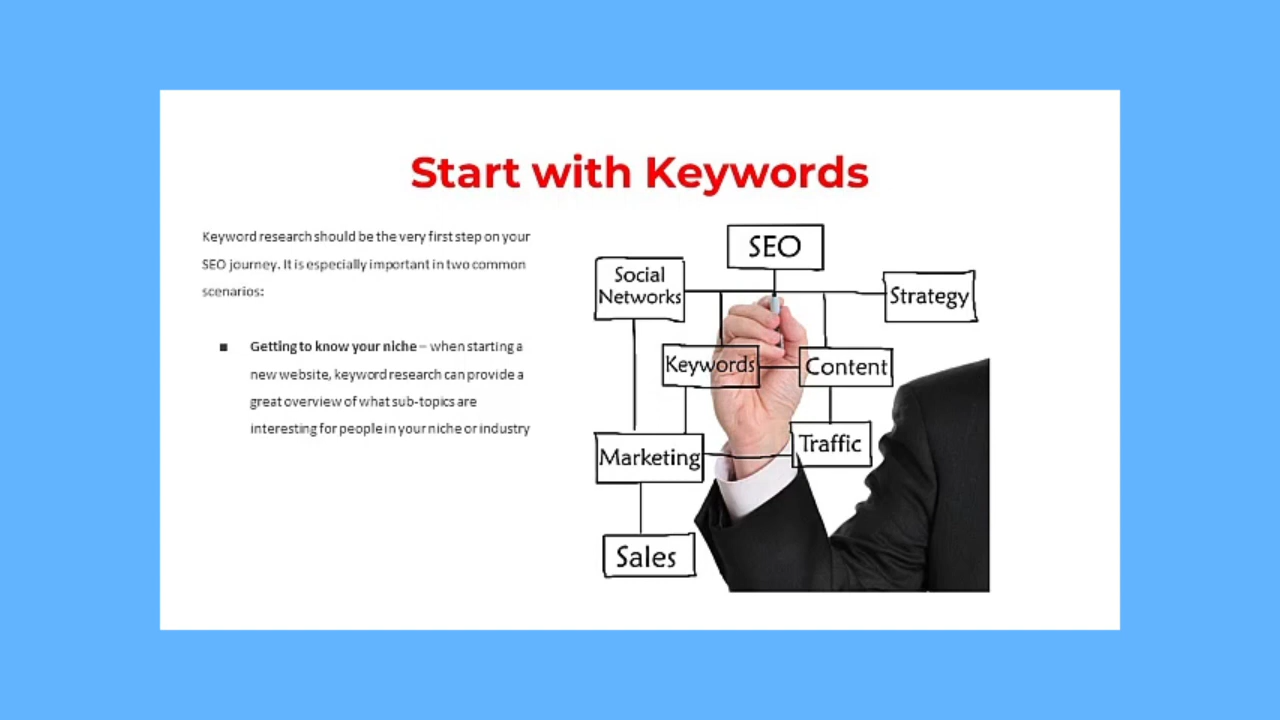 Start with Keywords
Keyword research should be the very first step on your
SEO journey. It is especially important in two common
scenarios:
■ Getting to know your niche – when starting a
new website, keyword research can provide a
great overview of what sub-topics are
interesting for people in your niche or industry
SEO
Social
Networks
Strategy
Keywords
Content
Marketing
Traffic
Sales